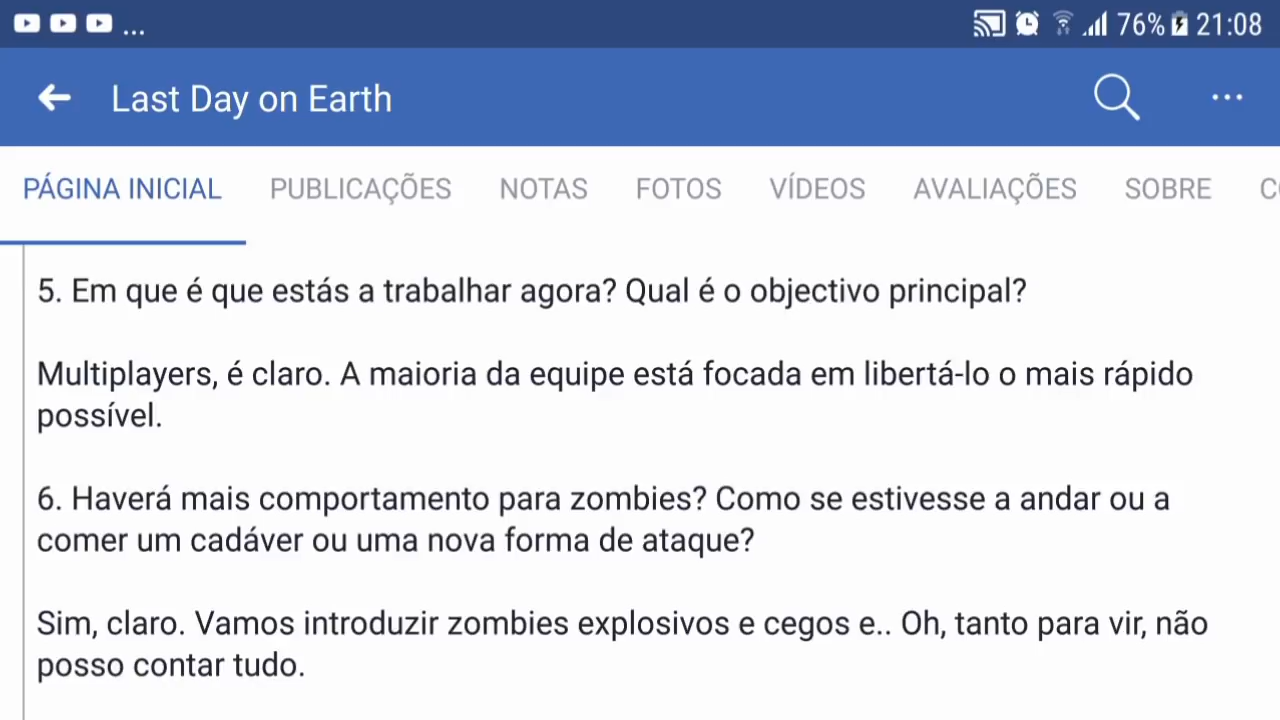 ... 76% 21:08
Last Day on Earth ...
PÁGINA INICIAL PUBLICAÇÕES NOTAS FOTOS VÍDEOS AVALIAÇÕES SOBRE
5. Em que é que estás a trabalhar agora? Qual é o objectivo principal?
Multiplayers, é claro. A maioria da equipe está focada em libertá-lo o mais rápido
possível.
6. Haverá mais comportamento para zombies? Como se estivesse a andar ou a
comer um cadáver ou uma nova forma de ataque?
Sim, claro. Vamos introduzir zombies explosivos e cegos e.. Oh, tanto para vir, não
posso contar tudo.